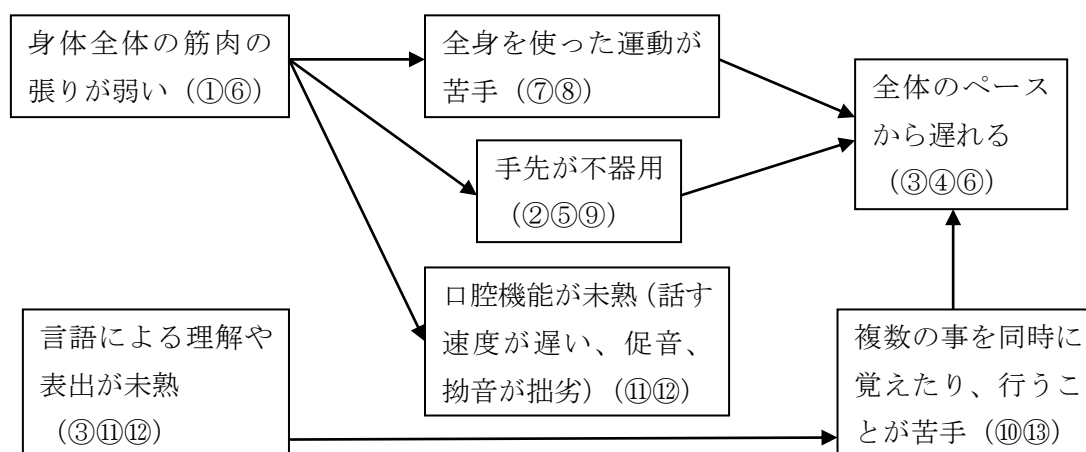 身体全体の筋肉の
張りが弱い（①⑥）
全身を使った運動が
苦手（⑦⑧）
全体のペース
から遅れる
（③④⑥）
手先が不器用
（②⑤⑨）
口腔機能が未熟（話す
速度が遅い、促音、
拗音が拙劣）（⑪⑫）
言語による理解や
表出が未熟
（③⑪⑫）
複数の事を同時に
覚えたり、行うこ
とが苦手（⑩⑬）